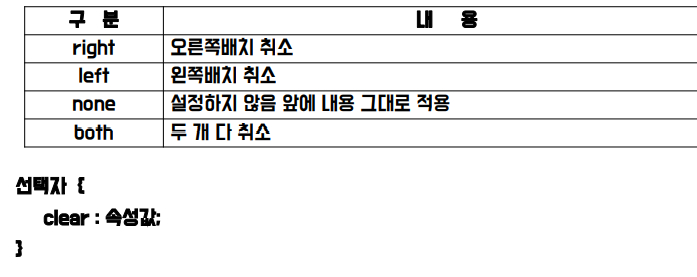 구 분 내 용
right 오른쪽배치 취소
left 왼쪽배치 취소
none 설정하지 않음 앞에 내용 그대로 적용
both 두 개 다 취소
선택자 {
clear : 속성값;
}